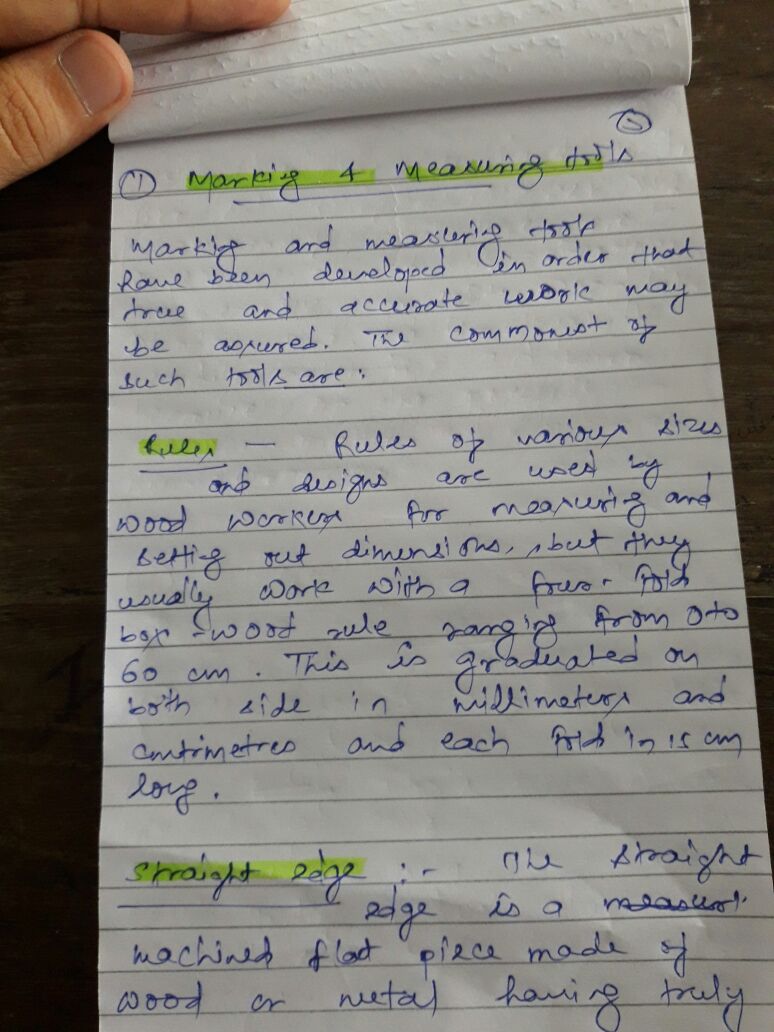 5
(1) Marking & Measuring tools
Marking and measuring tools
have been developed in order that
true and accurate work may
be assured. The commonest of
such tools are:
Rules — Rules of various sizes
and designs are used by
wood workers for measuring and
setting out dimensions, but they
usually work with a four-fold
box-wood rule ranging from 0 to
60 cm. This is graduated on
both side in millimeters and
centimetres and each fold in 15 cm
long.
Straight edge :- The straight
edge is a
machined flat piece made of
wood or metal having truly